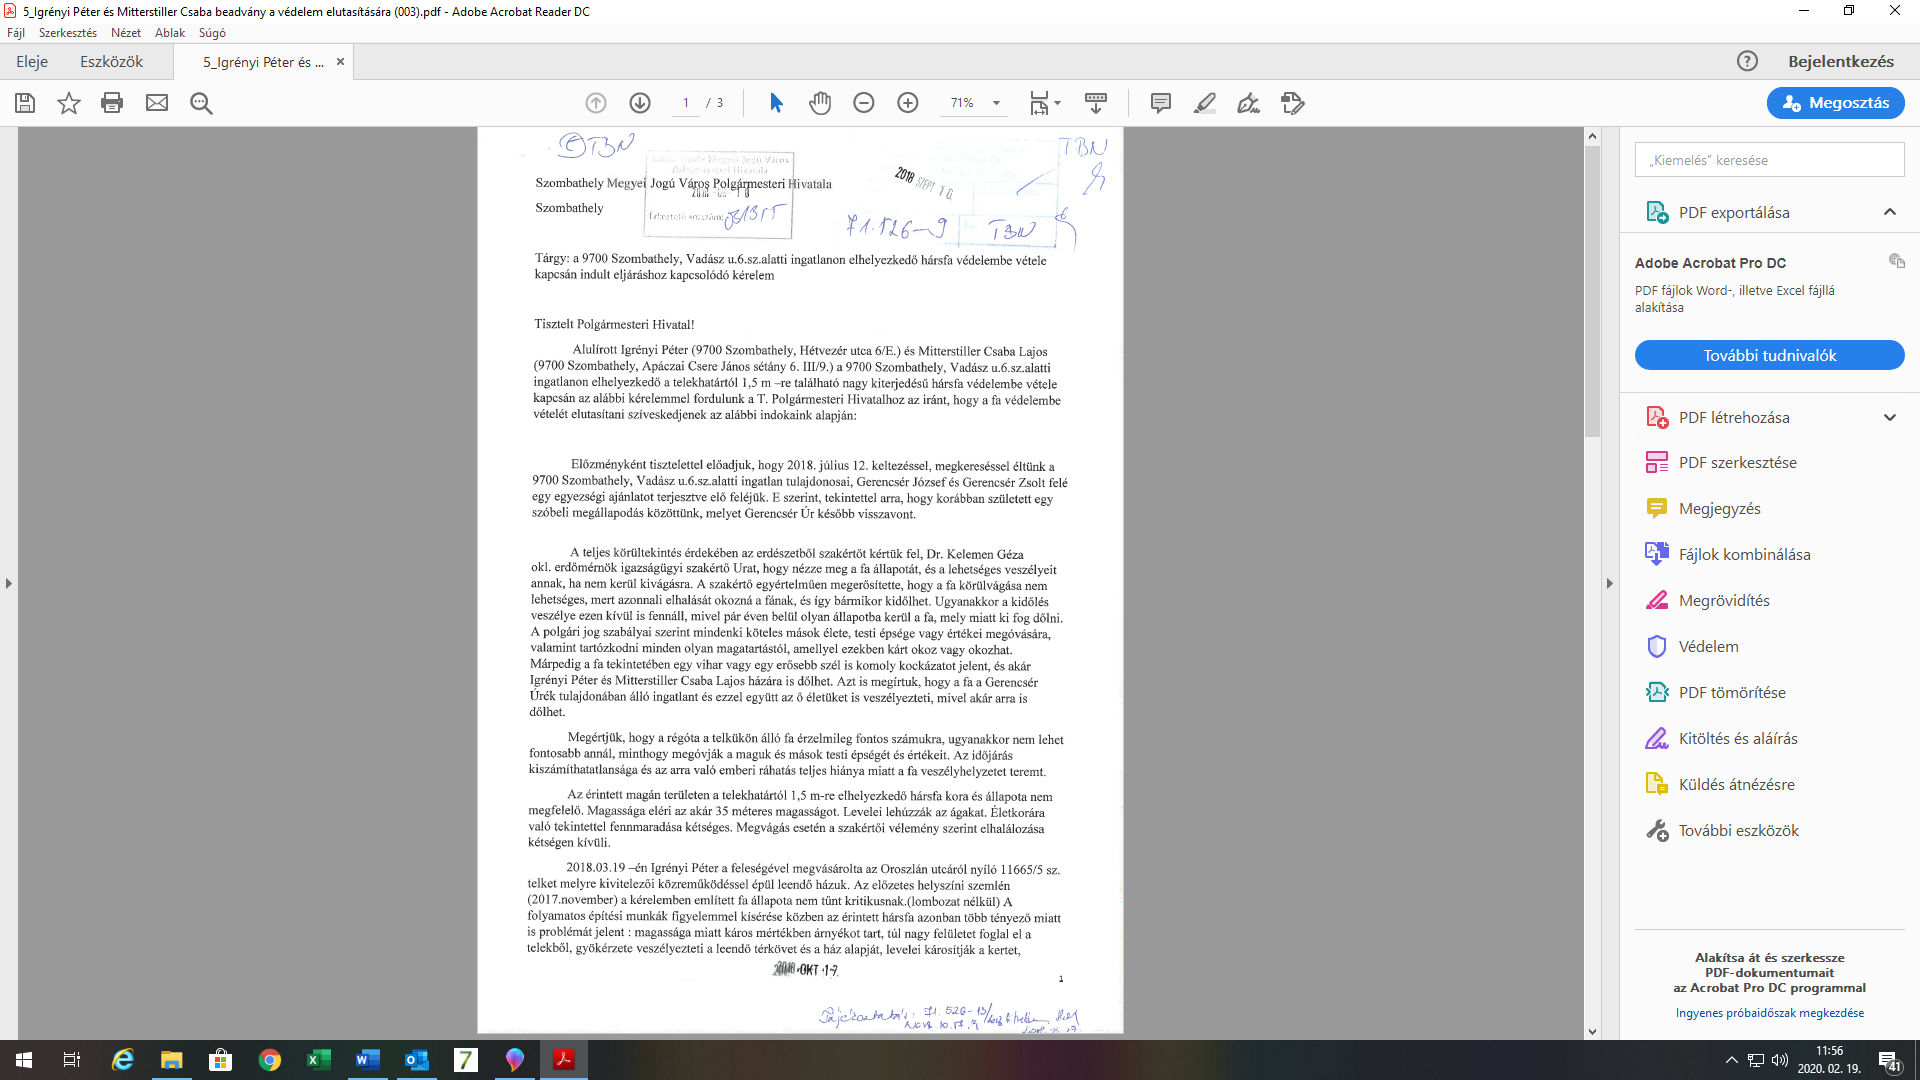 5_Igrényi Péter és Mitterstiller Csaba beadvány a védelem elutasítására (003).pdf - Adobe Acrobat Reader DC
Fájl Szerkesztés Nézet Ablak Súgó
Eleje Eszközök 5_Igrényi Péter és ... ×
Bejelentkezés
1 / 3
71%
Megosztás
TBN
TBN
Szombathely Megyei Jogú Város
Polgármesteri Hivatala
Szombathely Megyei Jogú Város Polgármesteri Hivatala
2018 SZEPT 10.
Szombathely
Érkeztető sorszám:
71.526-9 TBN
Tárgy: a 9700 Szombathely, Vadász u.6.sz.alatti ingatlanon elhelyezkedő hársfa védelembe vétele
kapcsán indult eljáráshoz kapcsolódó kérelem
Tisztelt Polgármesteri Hivatal!
Alulírott Igrényi Péter (9700 Szombathely, Hétvezér utca 6/E.) és Mitterstiller Csaba Lajos
(9700 Szombathely, Apáczai Csere János sétány 6. III/9.) a 9700 Szombathely, Vadász u.6.sz.alatti
ingatlanon elhelyezkedő a telekhatártól 1,5 m –re található nagy kiterjedésű hársfa védelembe vétele
kapcsán az alábbi kérelemmel fordulunk a T. Polgármesteri Hivatalhoz az iránt, hogy a fa védelembe
vételét elutasítani szíveskedjenek az alábbi indokaink alapján:
Előzményként tisztelettel előadjuk, hogy 2018. július 12. keltezéssel, megkereséssel éltünk a
9700 Szombathely, Vadász u.6.sz.alatti ingatlan tulajdonosai, Gerencsér József és Gerencsér Zsolt felé
egy egyezségi ajánlatot terjesztve elő feléjük. E szerint, tekintettel arra, hogy korábban született egy
szóbeli megállapodás közöttünk, melyet Gerencsér Úr később visszavont.
A teljes körültekintés érdekében az erdészetből szakértőt kértük fel, Dr. Kelemen Géza
okl. erdőmérnök igazságügyi szakértő Urat, hogy nézze meg a fa állapotát, és a lehetséges veszélyeit
annak, ha nem kerül kivágásra. A szakértő egyértelműen megerősítette, hogy a fa körülvágása nem
lehetséges, mert azonnali elhalását okozná a fának, és így bármikor kidőlhet. Ugyanakkor a kidőlés
veszélye ezen kívül is fennáll, mivel pár éven belül olyan állapotba kerül a fa, mely miatt ki fog dőlni.
A polgári jog szabályai szerint mindenki köteles mások élete, testi épsége vagy értékei megóvására,
valamint tartózkodni minden olyan magatartástól, amellyel ezekben kárt okoz vagy okozhat.
Márpedig a fa tekintetében egy vihar vagy egy erősebb szél is komoly kockázatot jelent, és akár
Igrényi Péter és Mitterstiller Csaba Lajos házára is dőlhet. Azt is megírtuk, hogy a fa a Gerencsér
Úrék tulajdonában álló ingatlant és ezzel együtt az ő életüket is veszélyezteti, mivel akár arra is
dőlhet.
Megértjük, hogy a régóta a telkükön álló fa érzelmileg fontos számukra, ugyanakkor nem lehet
fontosabb annál, minthogy megóvják a maguk és mások testi épségét és értékeit. Az időjárás
kiszámíthatatlansága és az arra való emberi ráhatás teljes hiánya miatt a fa veszélyhelyzetet teremt.
Az érintett magán területen a telekhatártól 1,5 m-re elhelyezkedő hársfa kora és állapota nem
megfelelő. Magassága eléri az akár 35 méteres magasságot. Levelei lehúzzák az ágakat. Életkorára
való tekintettel fennmaradása kétséges. Megvágás esetén a szakértői vélemény szerint elhalálozása
kétségen kívüli.
2018.03.19 –én Igrényi Péter a feleségével megvásárolta az Oroszlán utcáról nyíló 11665/5 sz.
telket melyre kivitelezői közreműködéssel épül leendő házuk. Az előzetes helyszíni szemlén
(2017.november) a kérelemben említett fa állapota nem tűnt kritikusnak.(lombozat nélkül) A
folyamatos építési munkák figyelemmel kísérése közben az érintett hársfa azonban több tényező miatt
is problémát jelent : magassága miatt káros mértékben árnyékot tart, túl nagy felületet foglal el a
telekből, gyökérzete veszélyezteti a leendő térkövet és a ház alapját, levelei károsítják a kertet,
2018 OKT 17.
1
71.526-13/
„Kiemelés” keresése
PDF exportálása
Adobe Acrobat Pro DC
PDF fájlok Word-, illetve Excel fájllá
alakítása
További tudnivalók
PDF létrehozása
PDF szerkesztése
Megjegyzés
Fájlok kombinálása
Megrövidítés
Védelem
PDF tömörítése
Kitöltés és aláírás
Küldés átnézésre
További eszközök
Alakítsa át és szerkessze
PDF-dokumentumait
az Acrobat Pro DC programmal
Ingyenes próbaidőszak megkezdése
11:56
2020. 02. 19.
41